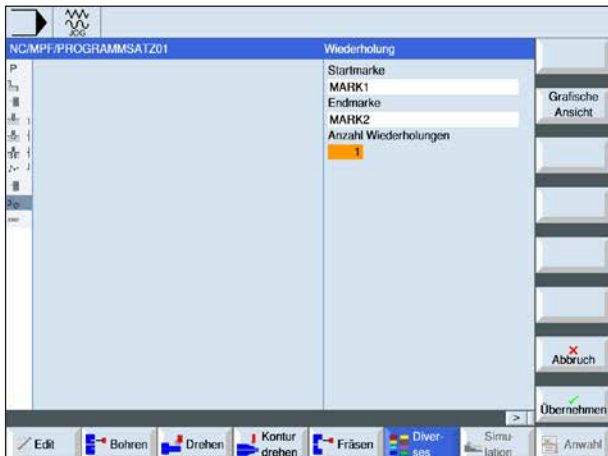 JOG
NC/MPF/PROGRAMMSATZ01
Wiederholung
P
Startmarke
MARK1
Endmarke
MARK2
Anzahl Wiederholungen
1
Grafische
Ansicht
Abbruch
Übernehmen
>
Edit
Bohren
Drehen
Kontur
drehen
Fräsen
Diver-
ses
Simu-
lation
Anwahl